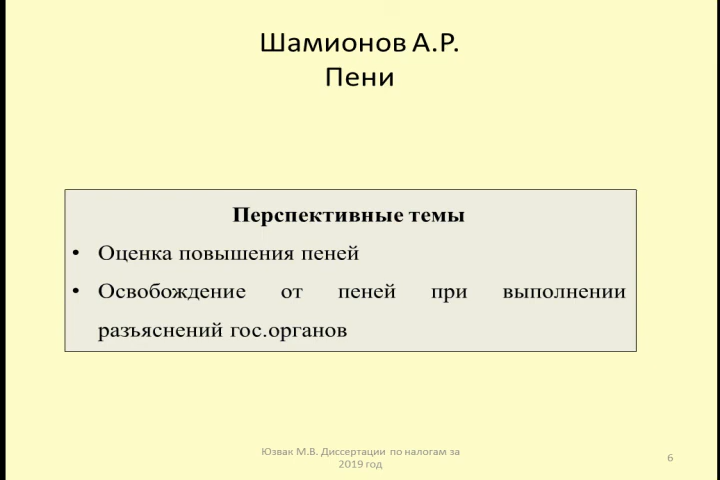 Шамионов А.Р.
Пени
Перспективные темы
• Оценка повышения пеней
• Освобождение от пеней при выполнении
разъяснений гос.органов
Юзвак М.В. Диссертации по налогам за
2019 год
6